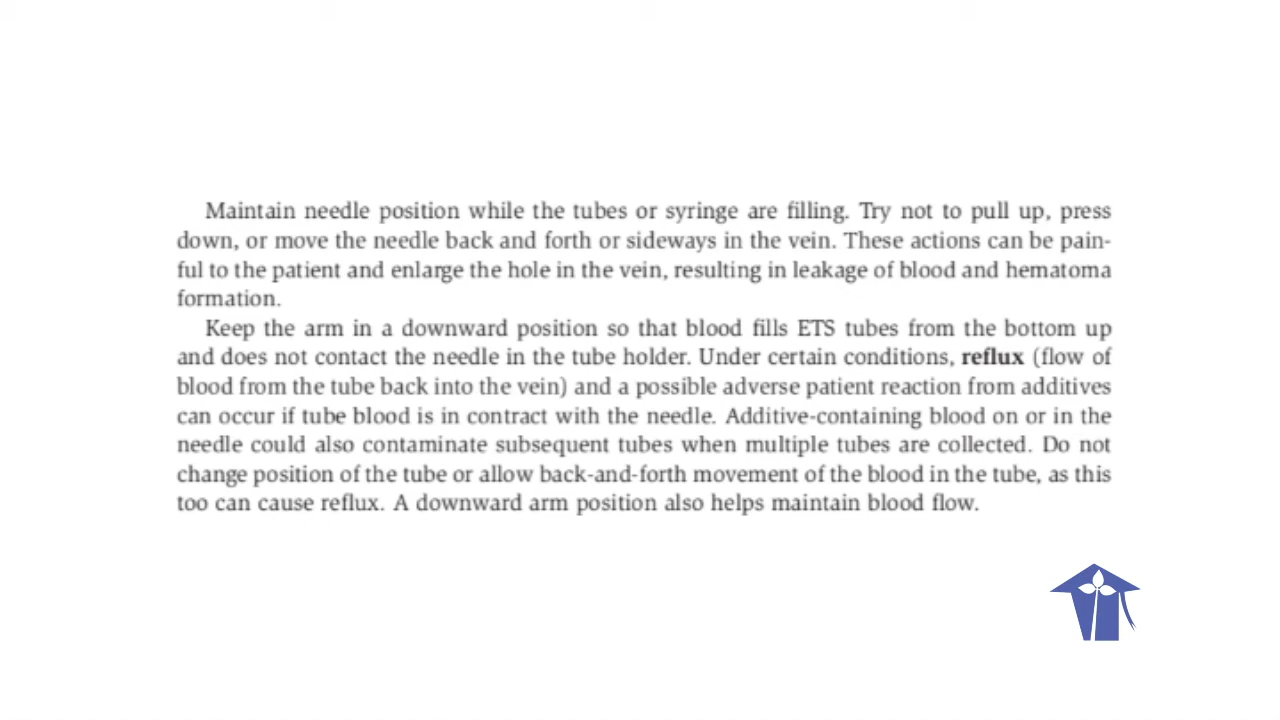 Maintain needle position while the tubes or syringe are filling. Try not to pull up, press
down, or move the needle back and forth or sideways in the vein. These actions can be pain-
ful to the patient and enlarge the hole in the vein, resulting in leakage of blood and hematoma
formation.
Keep the arm in a downward position so that blood fills ETS tubes from the bottom up
and does not contact the needle in the tube holder. Under certain conditions, reflux (flow of
blood from the tube back into the vein) and a possible adverse patient reaction from additives
can occur if tube blood is in contract with the needle. Additive-containing blood on or in the
needle could also contaminate subsequent tubes when multiple tubes are collected. Do not
change position of the tube or allow back-and-forth movement of the blood in the tube, as this
too can cause reflux. A downward arm position also helps maintain blood flow.